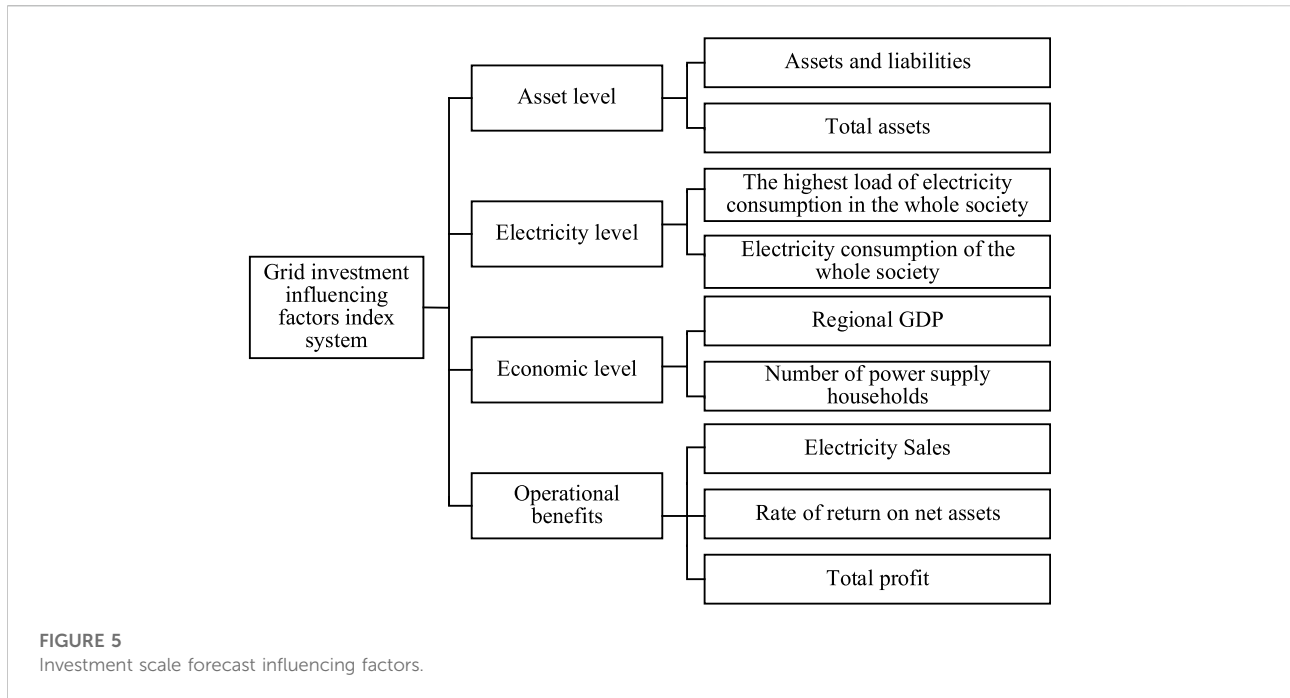 Grid investment
influencing
factors index
system
Asset level
Assets and liabilities
Total assets
Electricity level
The highest load of electricity
consumption in the whole society
Electricity consumption of the
whole society
Economic level
Regional GDP
Number of power supply
households
Operational
benefits
Electricity Sales
Rate of return on net assets
Total profit
FIGURE 5
Investment scale forecast influencing factors.